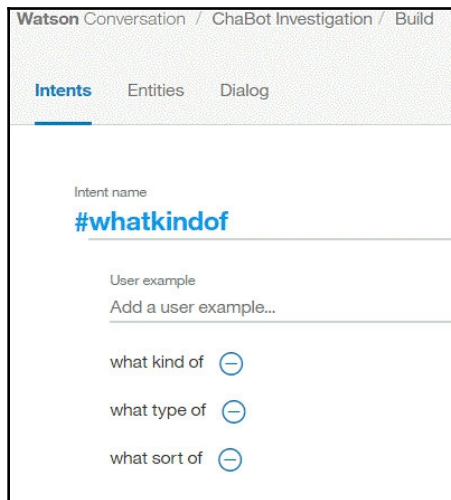 Watson Conversation / ChaBot Investigation / Build
Intents Entities Dialog
Intent name
#whatkindof
User example
Add a user example...
what kind of
what type of
what sort of